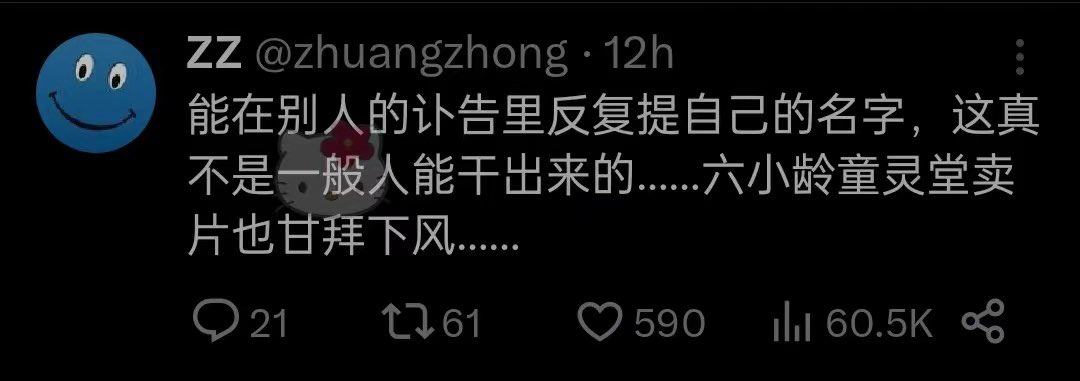 ZZ @zhuangzhong · 12h
能在别人的讣告里反复提自己的名字，这真
不是一般人能干出来的......六小龄童灵堂卖
片也甘拜下风......
21 61 590 60.5K